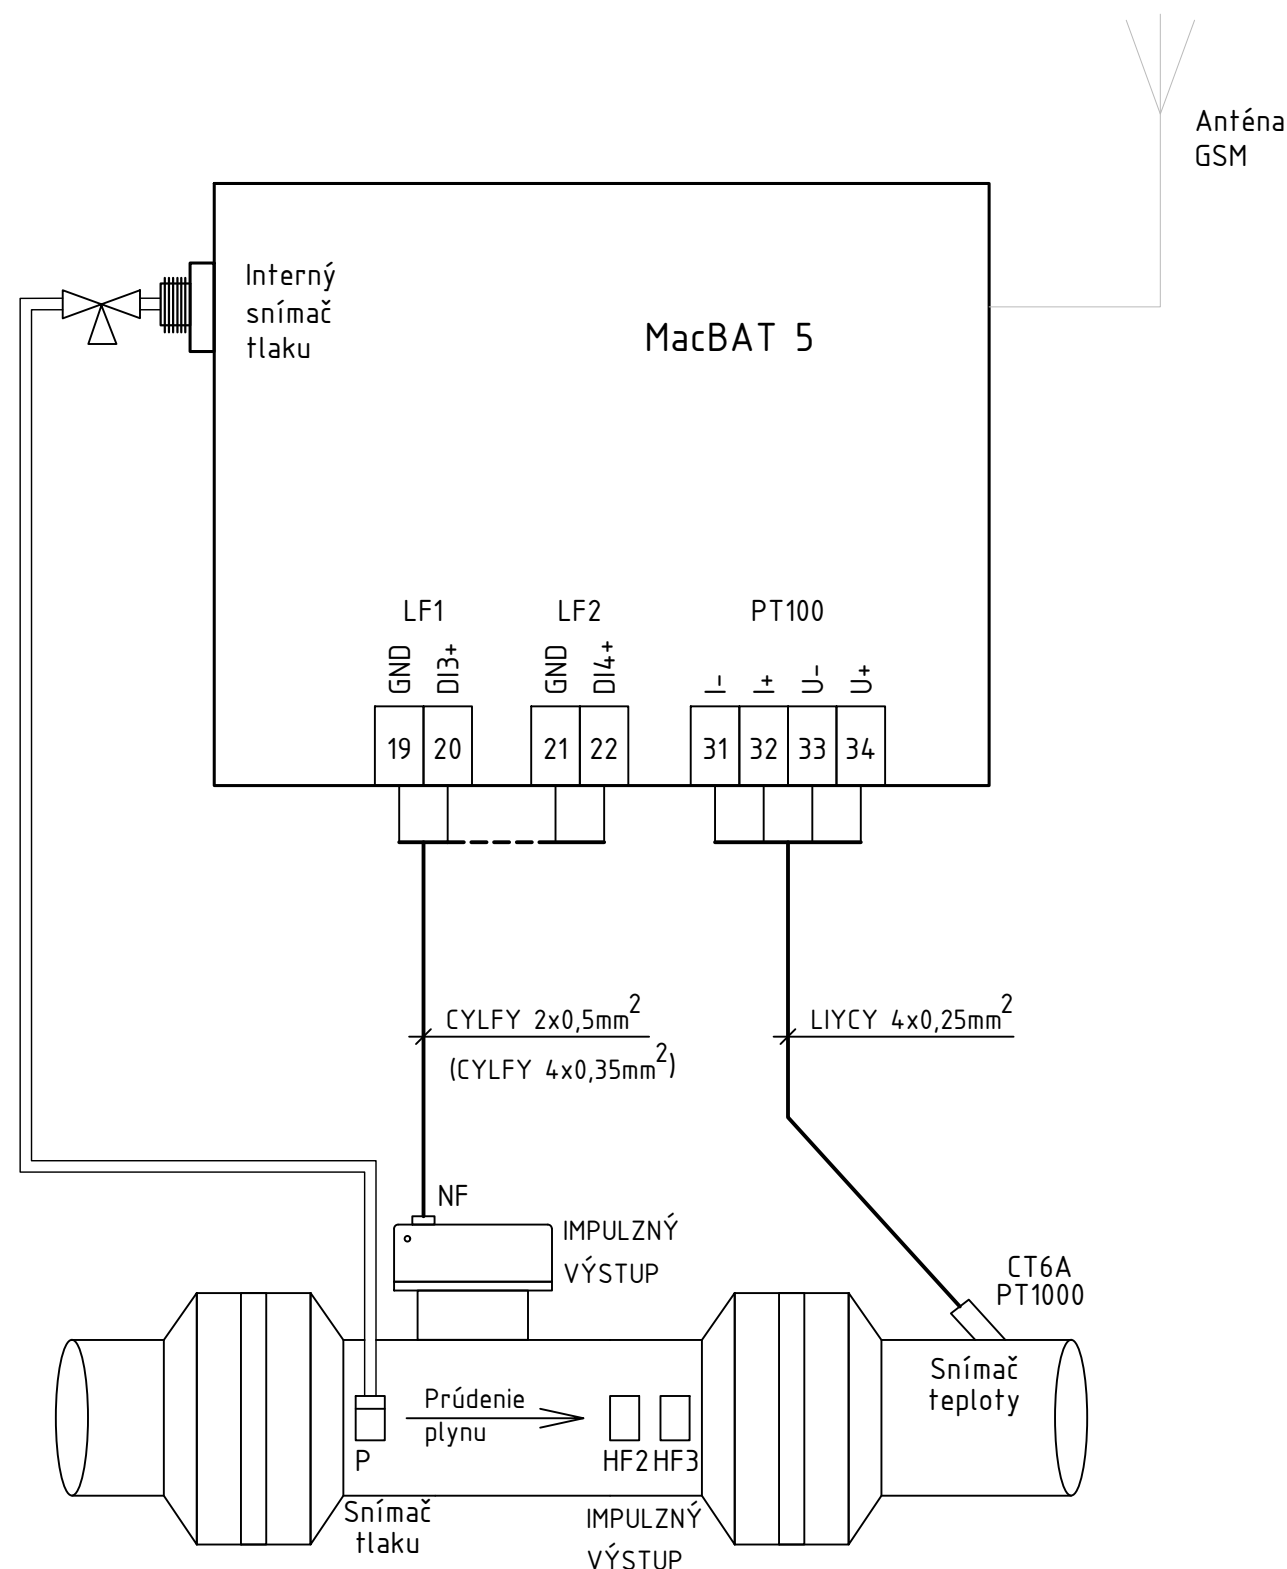 Anténa
GSM
Interný
snímač
tlaku
MacBAT 5
LF1
LF2
PT100
GND
DI3+
GND
DI4+
I-
I+
U-
U+
19
20
21
22
31
32
33
34
CYLFY 2x0,5mm²
(CYLFY 4x0,35mm²)
LIYCY 4x0,25mm²
NF
IMPULZNÝ
VÝSTUP
CT6A
PT1000
Snímač
teploty
Prúdenie
plynu
P
HF2
HF3
Snímač
tlaku
IMPULZNÝ
VÝSTUP